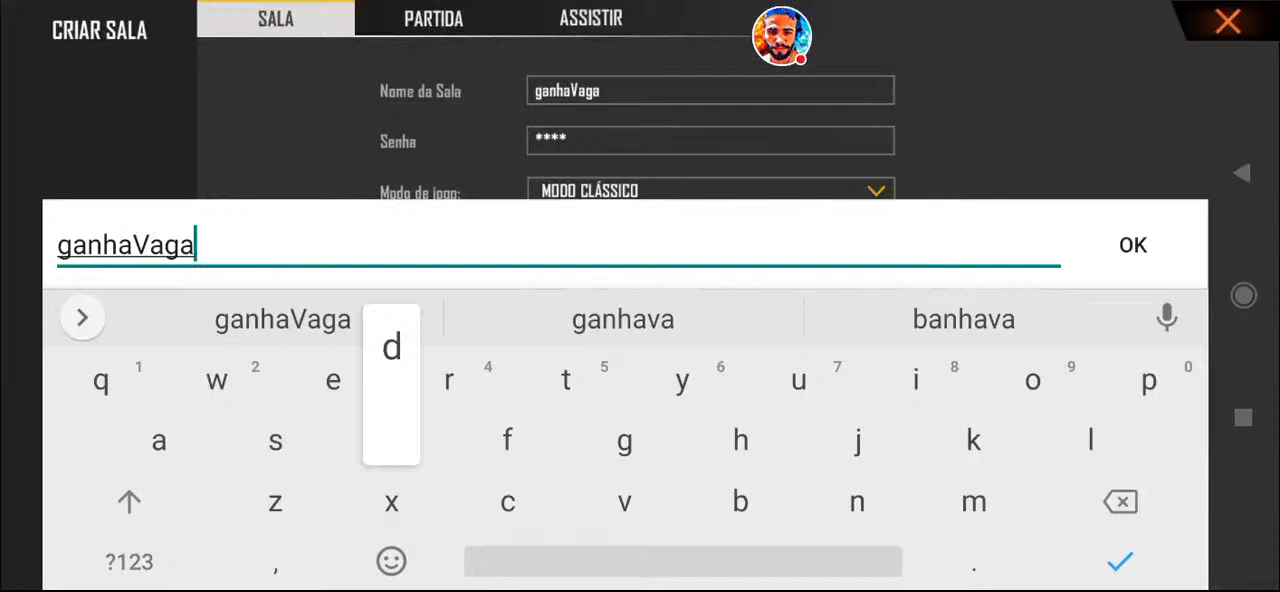 CRIAR SALA
SALA PARTIDA ASSISTIR
Nome da Sala ganhaVaga
Senha ****
Modo de jogo: MODO CLÁSSICO
ganhaVaga OK
ganhaVaga ganhava banhava
d
q 1 w 2 e r 4 t 5 y 6 u 7 i 8 o 9 p 0
a s f g h j k l
z x c v b n m
?123 , .